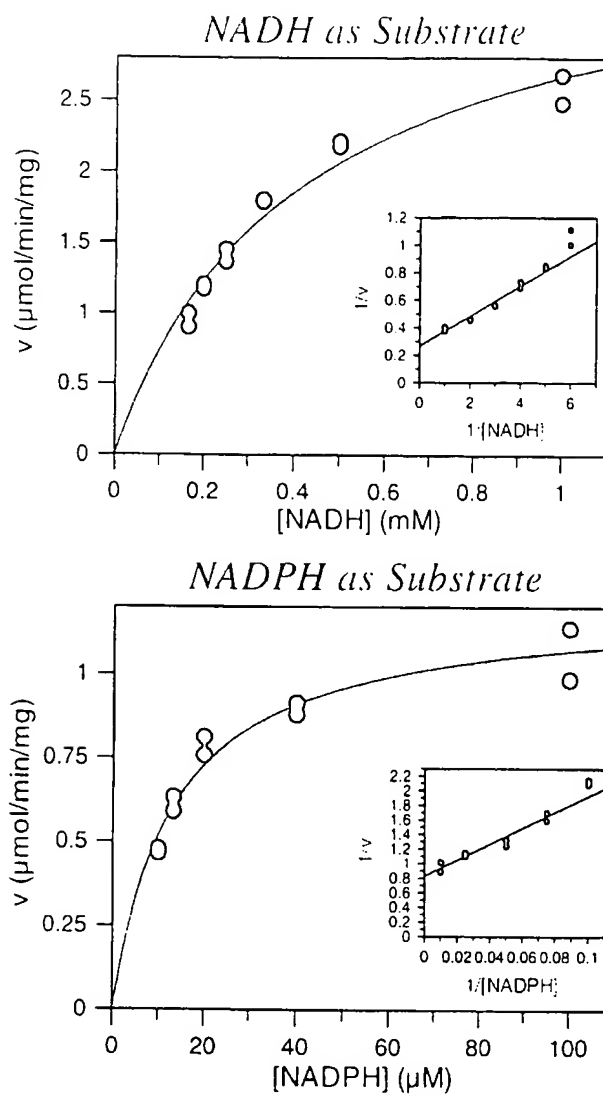 NADH as Substrate
2.5
2
1.5
1
0.5
0
v (μmol/min/mg)
0 0.2 0.4 0.6 0.8 1
[NADH] (mM)
1.2
1
0.8
0.6
0.4
0.2
0
1/v
0 2 4 6
1/[NADH]
NADPH as Substrate
1
0.75
0.5
0.25
0
v (μmol/min/mg)
0 20 40 60 80 100
[NADPH] (μM)
2.2
2.0
1.8
1.6
1.4
1.2
1.0
0.8
0.6
0.4
0.2
0
1/v
0 0.02 0.04 0.06 0.08 0.1
1/[NADPH]